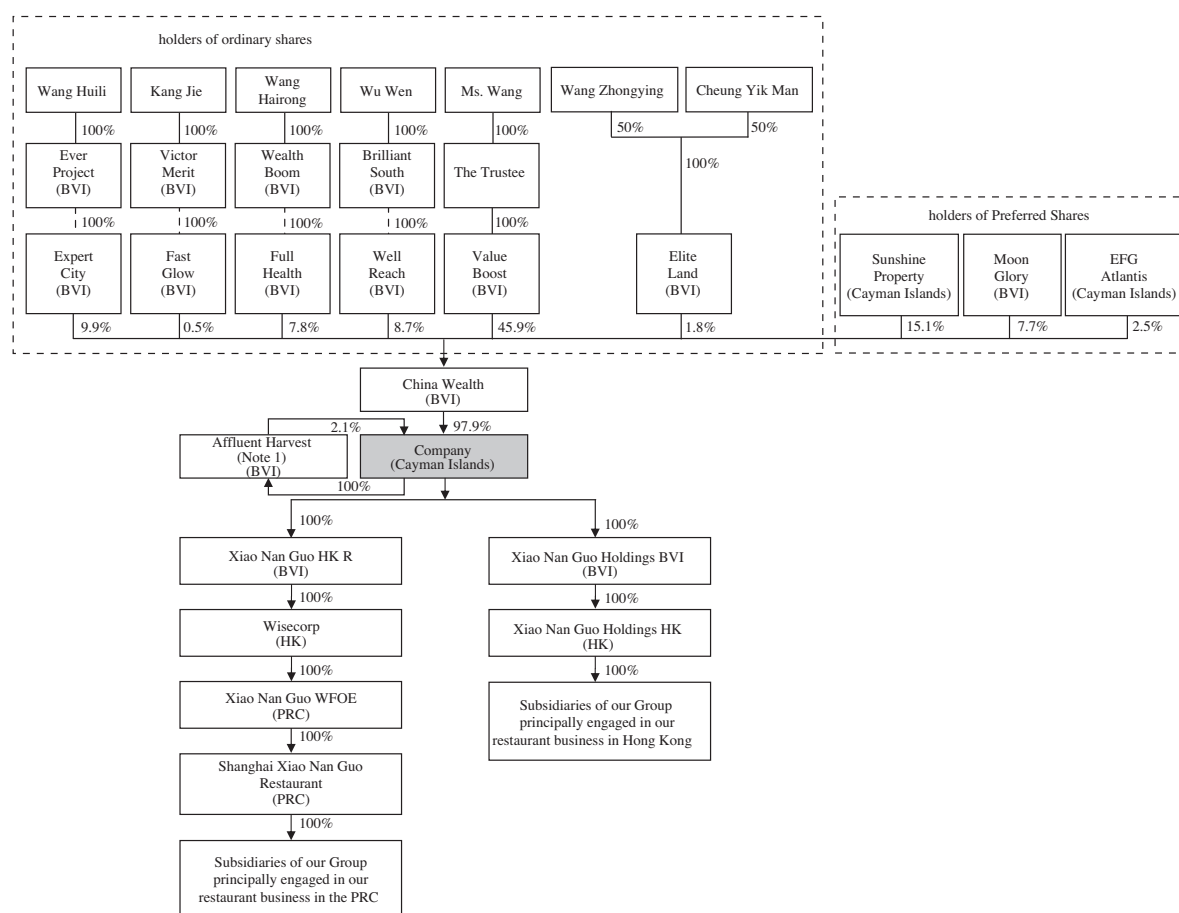 holders of ordinary shares
Wang Huili
Kang Jie
Wang
Hairong
Wu Wen
Ms. Wang
Wang Zhongying
Cheung Yik Man
100%
100%
100%
100%
100%
50%
50%
Ever
Project
(BVI)
Victor
Merit
(BVI)
Wealth
Boom
(BVI)
Brilliant
South
(BVI)
The Trustee
100%
100%
100%
100%
100%
100%
holders of Preferred Shares
Expert
City
(BVI)
Fast
Glow
(BVI)
Full
Health
(BVI)
Well
Reach
(BVI)
Value
Boost
(BVI)
Elite
Land
(BVI)
Sunshine
Property
(Cayman Islands)
Moon
Glory
(BVI)
EFG
Atlantis
(Cayman Islands)
9.9%
0.5%
7.8%
8.7%
45.9%
1.8%
15.1%
7.7%
2.5%
China Wealth
(BVI)
2.1%
97.9%
Affluent Harvest
(Note 1)
(BVI)
Company
(Cayman Islands)
100%
100%
100%
Xiao Nan Guo HK R
(BVI)
Xiao Nan Guo Holdings BVI
(BVI)
100%
100%
Wisecorp
(HK)
Xiao Nan Guo Holdings HK
(HK)
100%
100%
Xiao Nan Guo WFOE
(PRC)
Subsidiaries of our Group
principally engaged in our
restaurant business in Hong Kong
100%
Shanghai Xiao Nan Guo
Restaurant
(PRC)
100%
Subsidiaries of our Group
principally engaged in our
restaurant business in the PRC